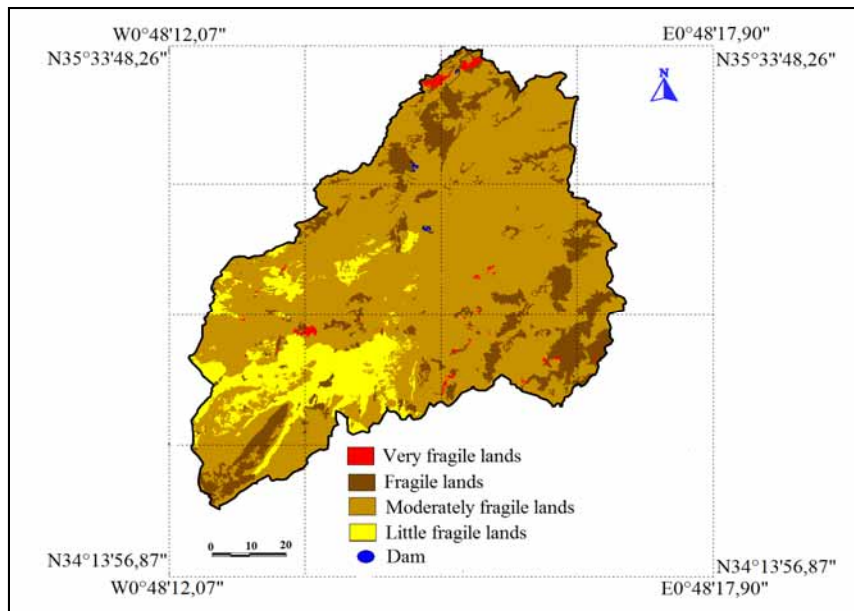 W0°48'12,07" E0°48'17,90"
N35°33'48,26" N35°33'48,26"
N
Very fragile lands
Fragile lands
Moderately fragile lands
Little fragile lands
Dam
0 10 20
N34°13'56,87" N34°13'56,87"
W0°48'12,07" E0°48'17,90"